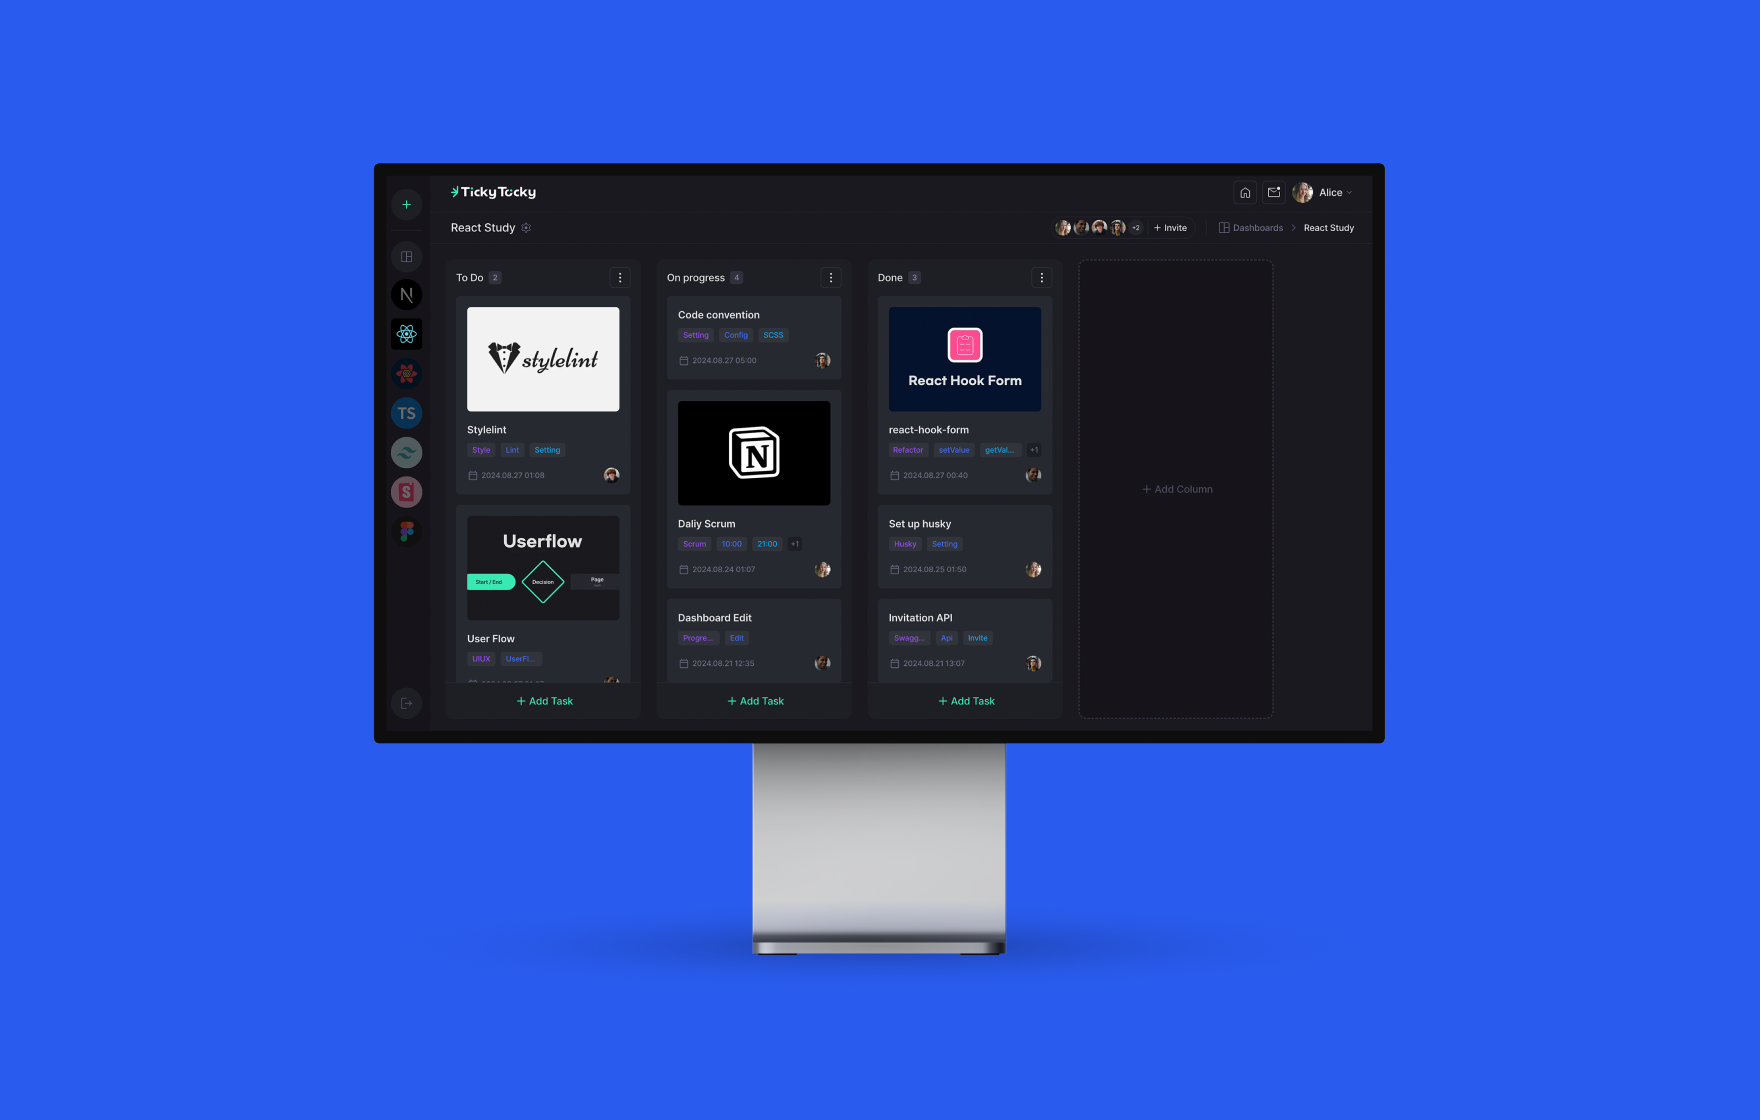 TickyTocky
Alice
React Study
+2
+ Invite
Dashboards > React Study
To Do 2
stylelint
Stylelint
Style Lint Setting
2024.08.27 01:08
Userflow
Start / End
Decision
Page
User Flow
UIUX UserFl...
+ Add Task
On progress 4
Code convention
Setting Config SCSS
2024.08.27 05:00
N
Daliy Scrum
Scrum 10:00 21:00 +1
2024.08.24 01:07
Dashboard Edit
Progre... Edit
2024.08.21 12:35
+ Add Task
Done 3
React Hook Form
react-hook-form
Refactor setValue getVal... +1
2024.08.27 00:40
Set up husky
Husky Setting
2024.08.25 01:50
Invitation API
Swagg... Api Invite
2024.08.21 13:07
+ Add Task
+ Add Column
N
TS
S